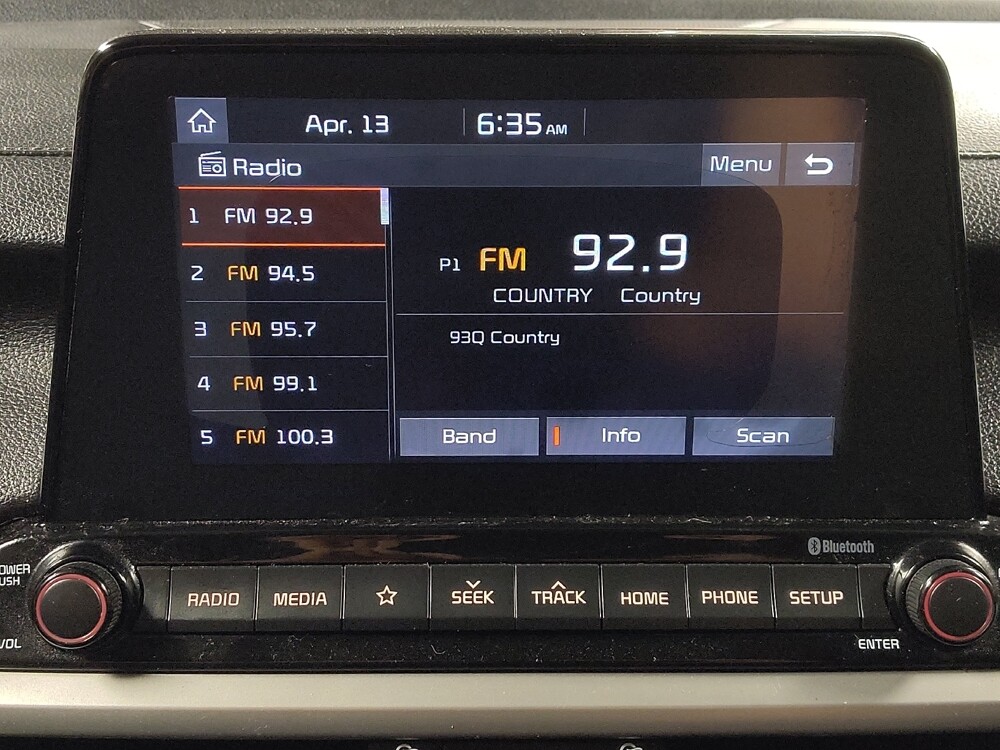 Apr. 13 6:35 AM
Radio Menu
1 FM 92.9
2 FM 94.5
3 FM 95.7
4 FM 99.1
5 FM 100.3
P1 FM 92.9
COUNTRY Country
93Q Country
Band Info Scan
Bluetooth
RADIO MEDIA SEEK TRACK HOME PHONE SETUP
VOL
ENTER